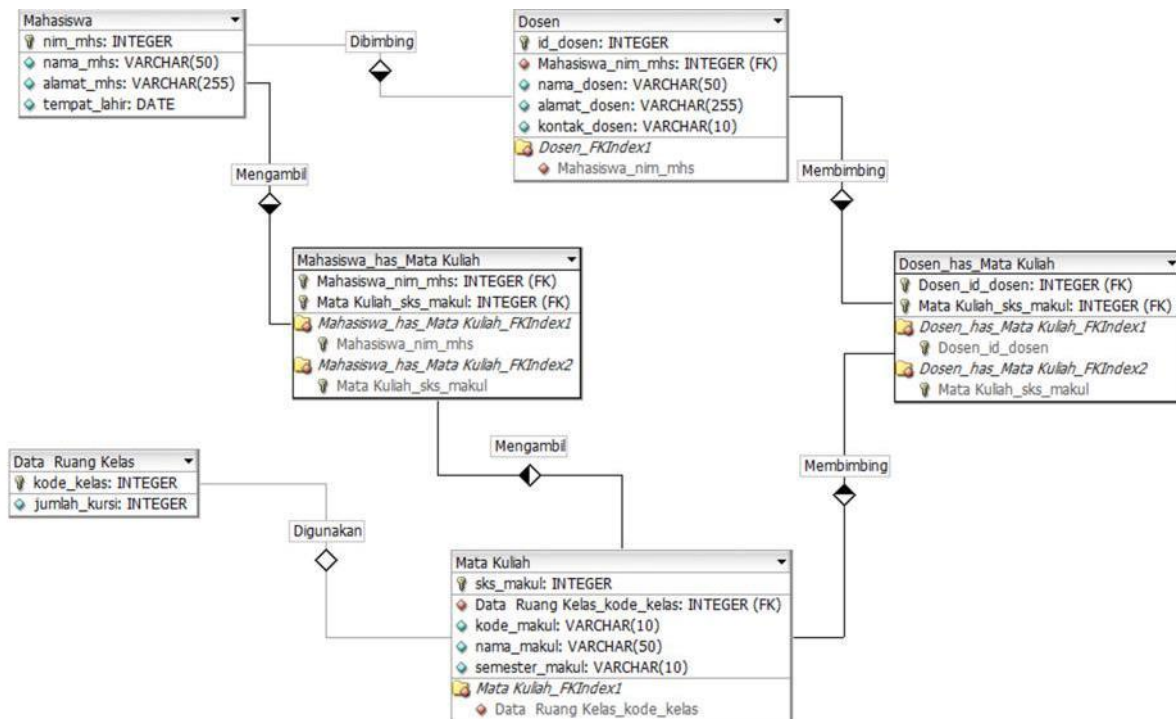 Mahasiswa
nim_mhs: INTEGER
nama_mhs: VARCHAR(50)
alamat_mhs: VARCHAR(255)
tempat_lahir: DATE
Dibimbing
Dosen
id_dosen: INTEGER
Mahasiswa_nim_mhs: INTEGER (FK)
nama_dosen: VARCHAR(50)
alamat_dosen: VARCHAR(255)
kontak_dosen: VARCHAR(10)
Dosen_FKIndex1
Mahasiswa_nim_mhs
Mengambil
Membimbing
Mahasiswa_has_Mata Kuliah
Mahasiswa_nim_mhs: INTEGER (FK)
Mata Kuliah_sks_makul: INTEGER (FK)
Mahasiswa_has_Mata Kuliah_FKIndex1
Mahasiswa_nim_mhs
Mahasiswa_has_Mata Kuliah_FKIndex2
Mata Kuliah_sks_makul
Dosen_has_Mata Kuliah
Dosen_id_dosen: INTEGER (FK)
Mata Kuliah_sks_makul: INTEGER (FK)
Dosen_has_Mata Kuliah_FKIndex1
Dosen_id_dosen
Dosen_has_Mata Kuliah_FKIndex2
Mata Kuliah_sks_makul
Mengambil
Membimbing
Data Ruang Kelas
kode_kelas: INTEGER
jumlah_kursi: INTEGER
Digunakan
Mata Kuliah
sks_makul: INTEGER
Data Ruang Kelas_kode_kelas: INTEGER (FK)
kode_makul: VARCHAR(10)
nama_makul: VARCHAR(50)
semester_makul: VARCHAR(10)
Mata Kuliah_FKIndex1
Data Ruang Kelas_kode_kelas